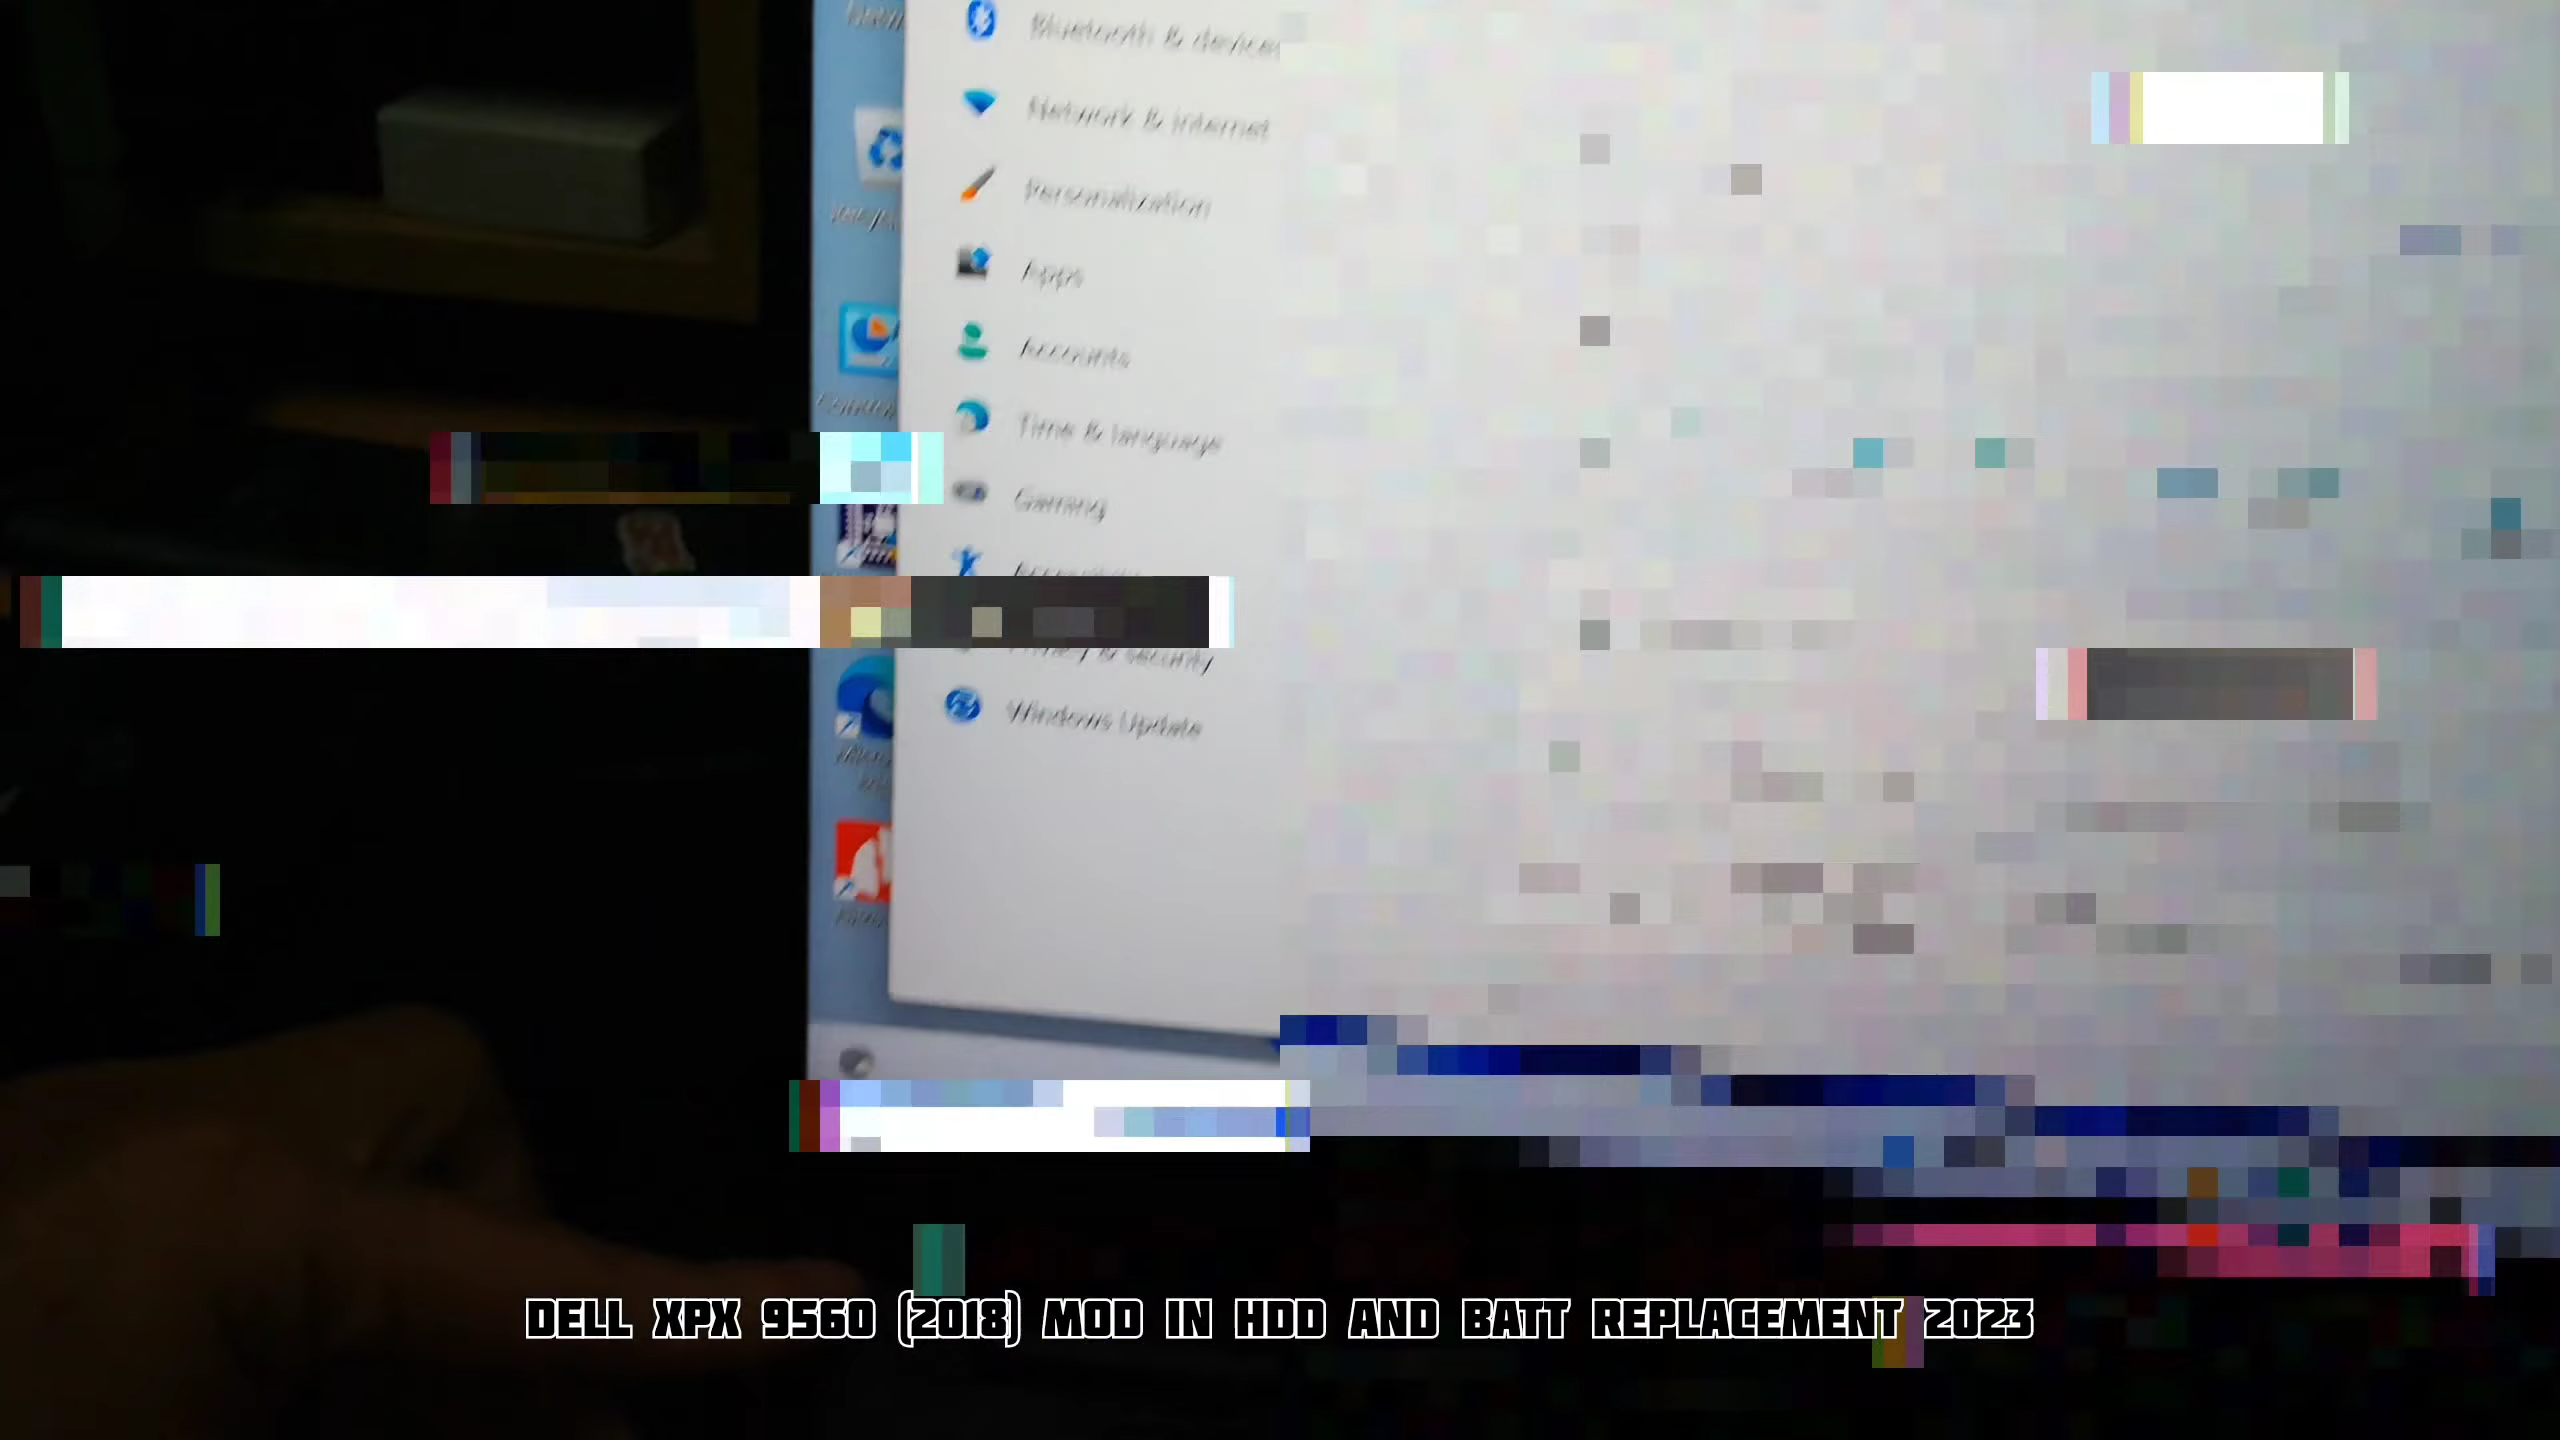 Bluetooth & devices
Network & internet
Personalization
Apps
Accounts
Time & language
Gaming
& security
Windows Update
DELL XPX 9560 (2018) MOD IN HDD AND BATT REPLACEMENT 2023